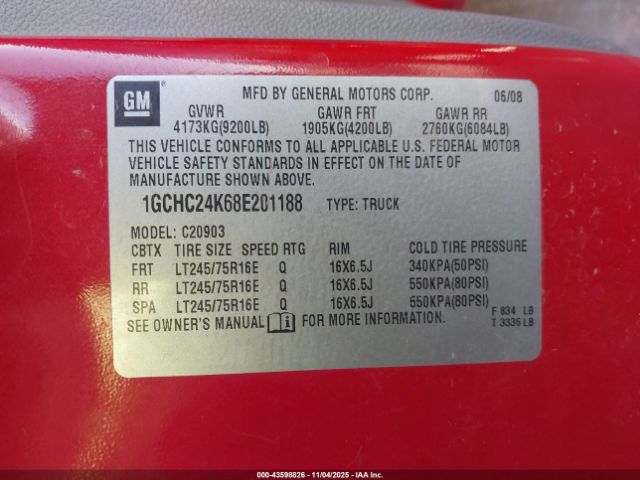 GM
MFD BY GENERAL MOTORS CORP. 06/08
GVWR GAWR FRT GAWR RR
4173KG(9200LB) 1905KG(4200LB) 2760KG(6084LB)
THIS VEHICLE CONFORMS TO ALL APPLICABLE U.S. FEDERAL MOTOR
VEHICLE SAFETY STANDARDS IN EFFECT ON THE DATE OF
MANUFACTURE SHOWN ABOVE.
1GCHC24K68E201188 TYPE: TRUCK
MODEL: C20903
CBTX TIRE SIZE SPEED RTG RIM COLD TIRE PRESSURE
FRT LT245/75R16E Q 16X6.5J 340KPA(50PSI)
RR LT245/75R16E Q 16X6.5J 550KPA(80PSI)
SPA LT245/75R16E Q 16X6.5J 550KPA(80PSI)
F 834 LB
SEE OWNER'S MANUAL FOR MORE INFORMATION. T 3335 LB
000-43598826 - 11/04/2025 - IAA Inc.